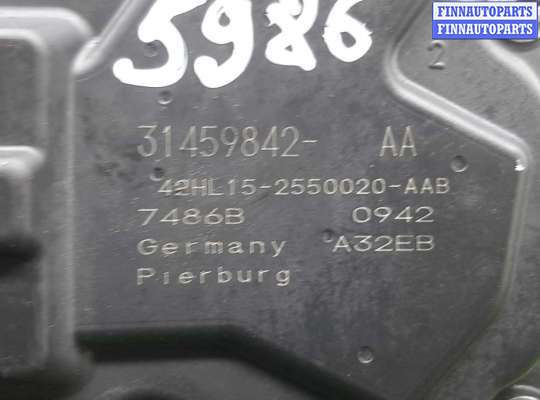 FINNAUTOPARTS
FINNAUTOPARTS
5986
2
31459842- AA
42HL15-2550020-AAB
7486B 0942
Germany A32EB
Pierburg